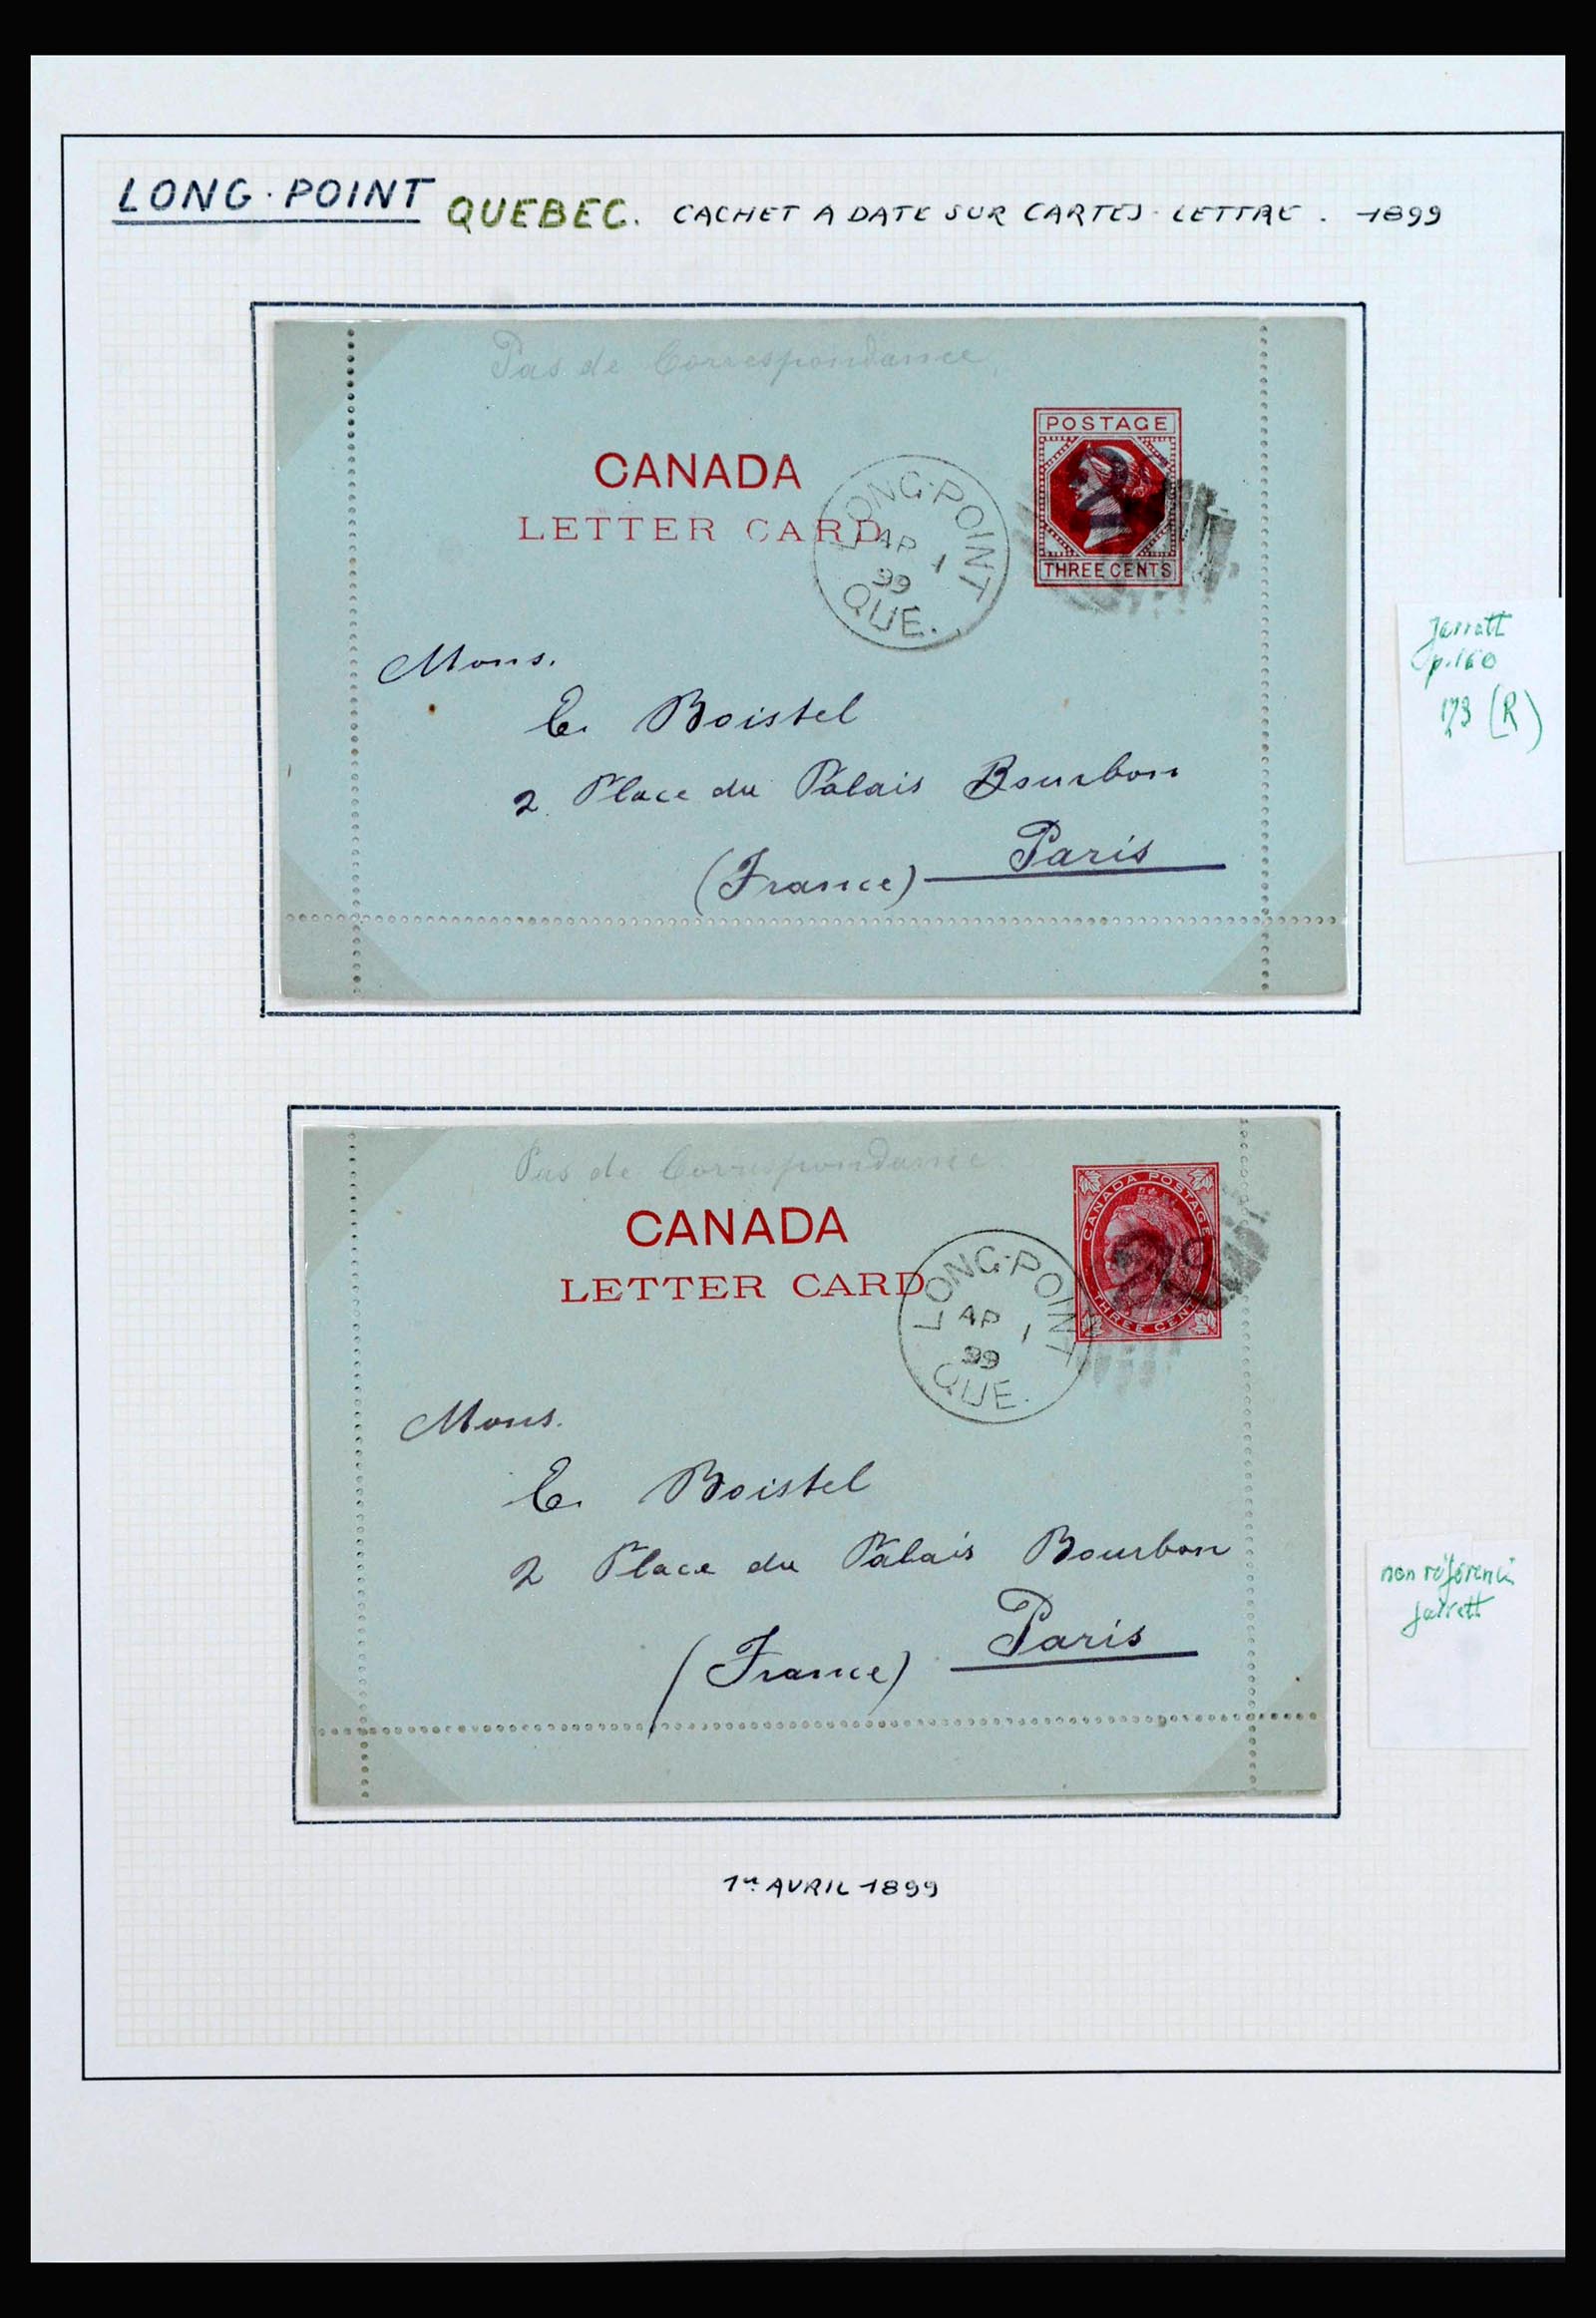 LONG·POINT QUEBEC. CACHET A DATE SUR CARTES-LETTRE. 1899
Pas de Correspondance
POSTAGE
CANADA
LETTER CARD
LONG·POINT
AP 1
99
QUE.
THREE CENTS
Mons.
E. Boistel
2 Place du Palais Bourbon
(France) Paris
Jarratt
p.160
(R)
Pas de Correspondance
CANADA POSTAGE
CANADA
LETTER CARD
LONG·POINT
AP 1
99
QUE.
THREE CENTS
Mons.
E. Boistel
2 Place du Palais Bourbon
(France) Paris
non référencé
Jarrett
1er AVRIL 1899